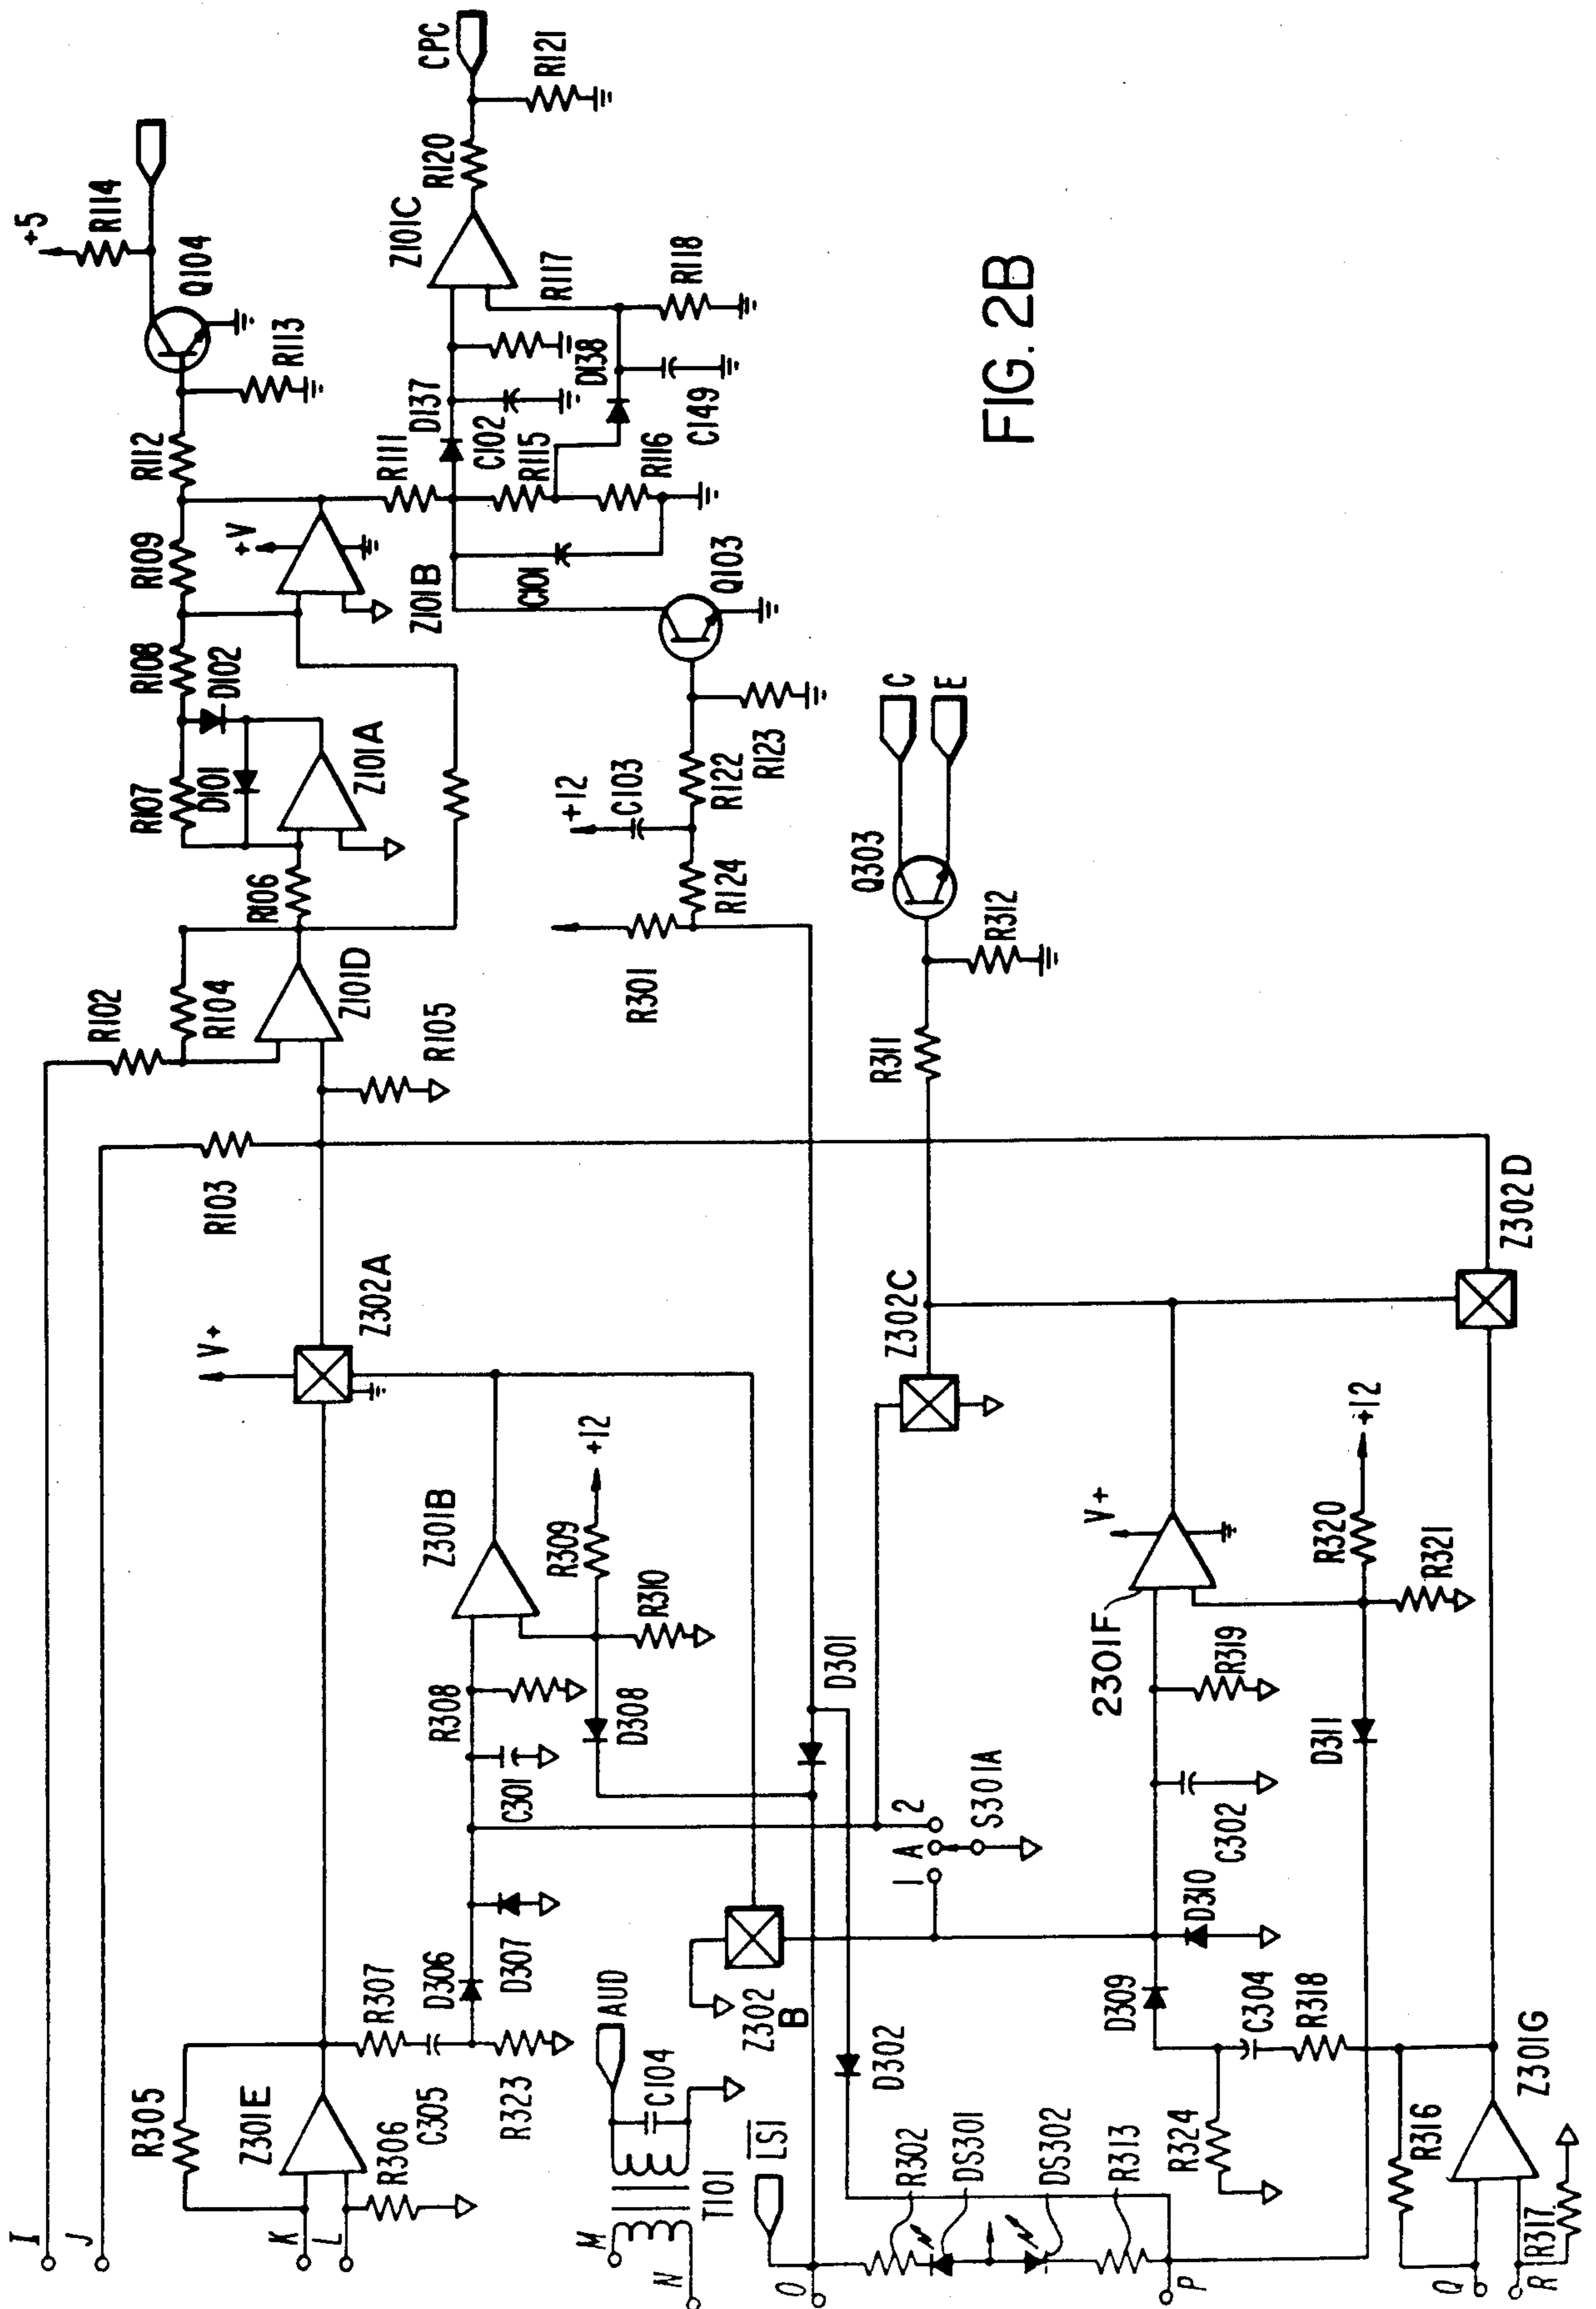 +5
R114
CPC
R121
R120
Q104
R113
Z101C
R117
R118
R112
R111
D137
C102
R115
D138
C149
R116
R109
+V
Z101B
C101
Q103
FIG. 2B
R108
D102
R107
D101
Z101A
R106
+12
C103
R122
R123
R124
R301
C
E
Q303
R312
R311
R102
R104
Z101D
R105
R103
V+
Z302A
Z302C
Z302D
Z301B
R309
+12
R310
R308
D308
C301
D301
V+
2301F
R320
+12
R321
R319
D311
C302
2
A
1
S301A
D310
R307
D306
D307
AUD
Z302
B
D309
C304
R318
R305
Z301E
R306
C305
R323
C104
T101
LS1
D302
R302
DS301
DS302
R313
R324
R316
Z301G
R317
I
J
K
L
M
N
O
P
Q
R